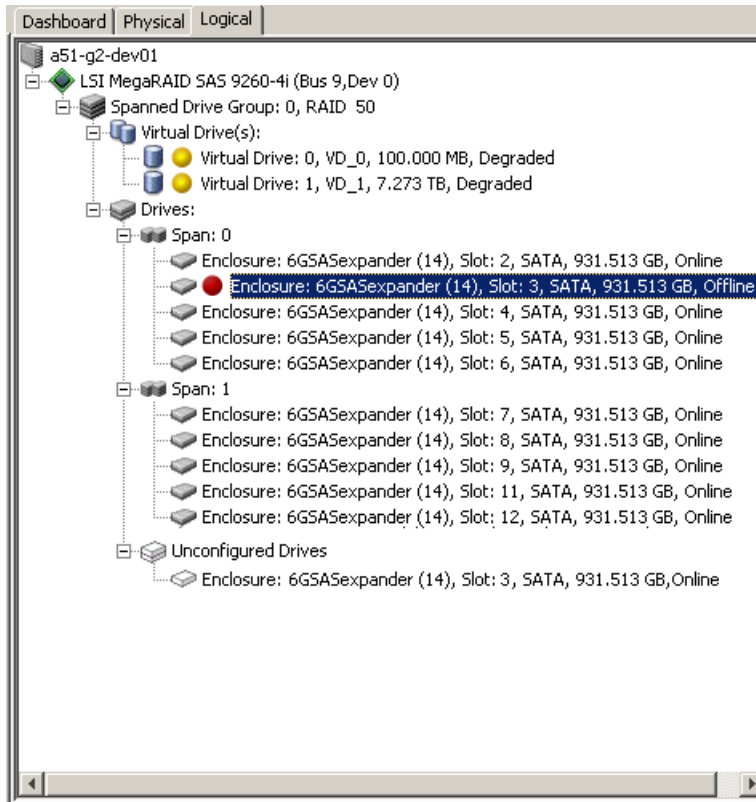 Dashboard Physical Logical
a51-g2-dev01
LSI MegaRAID SAS 9260-4i (Bus 9,Dev 0)
Spanned Drive Group: 0, RAID 50
Virtual Drive(s):
Virtual Drive: 0, VD_0, 100.000 MB, Degraded
Virtual Drive: 1, VD_1, 7.273 TB, Degraded
Drives:
Span: 0
Enclosure: 6GSASexpander (14), Slot: 2, SATA, 931.513 GB, Online
Enclosure: 6GSASexpander (14), Slot: 3, SATA, 931.513 GB, Offline
Enclosure: 6GSASexpander (14), Slot: 4, SATA, 931.513 GB, Online
Enclosure: 6GSASexpander (14), Slot: 5, SATA, 931.513 GB, Online
Enclosure: 6GSASexpander (14), Slot: 6, SATA, 931.513 GB, Online
Span: 1
Enclosure: 6GSASexpander (14), Slot: 7, SATA, 931.513 GB, Online
Enclosure: 6GSASexpander (14), Slot: 8, SATA, 931.513 GB, Online
Enclosure: 6GSASexpander (14), Slot: 9, SATA, 931.513 GB, Online
Enclosure: 6GSASexpander (14), Slot: 11, SATA, 931.513 GB, Online
Enclosure: 6GSASexpander (14), Slot: 12, SATA, 931.513 GB, Online
Unconfigured Drives
Enclosure: 6GSASexpander (14), Slot: 3, SATA, 931.513 GB,Online